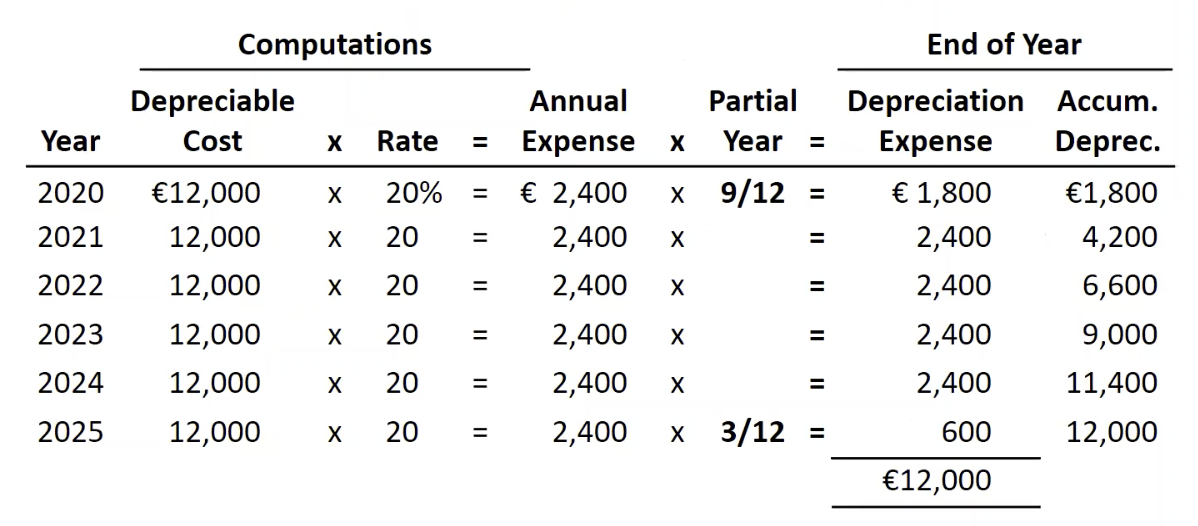 Computations End of Year
Depreciable Annual Partial Depreciation Accum.
Year Cost x Rate = Expense x Year = Expense Deprec.
2020 €12,000 x 20% = € 2,400 x 9/12 = € 1,800 €1,800
2021 12,000 x 20 = 2,400 x = 2,400 4,200
2022 12,000 x 20 = 2,400 x = 2,400 6,600
2023 12,000 x 20 = 2,400 x = 2,400 9,000
2024 12,000 x 20 = 2,400 x = 2,400 11,400
2025 12,000 x 20 = 2,400 x 3/12 = 600 12,000
€12,000